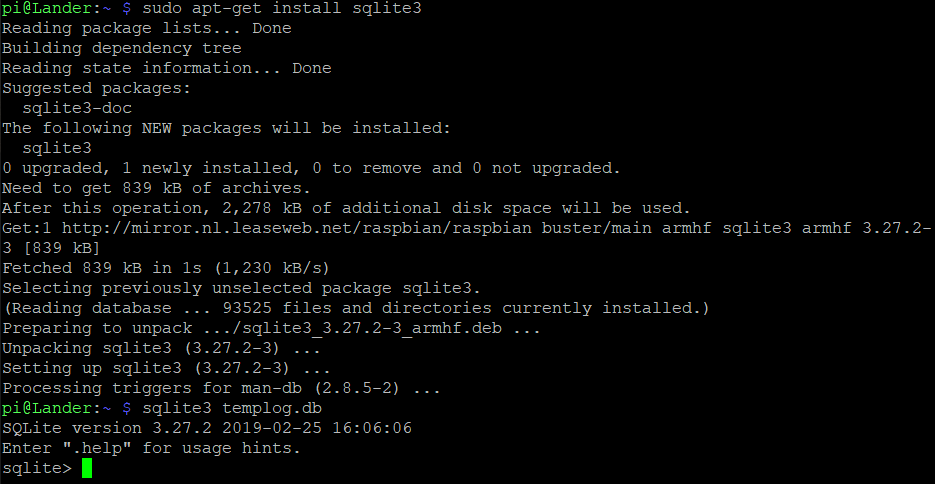 pi@Lander:~ $ sudo apt-get install sqlite3
Reading package lists... Done
Building dependency tree
Reading state information... Done
Suggested packages:
  sqlite3-doc
The following NEW packages will be installed:
  sqlite3
0 upgraded, 1 newly installed, 0 to remove and 0 not upgraded.
Need to get 839 kB of archives.
After this operation, 2,278 kB of additional disk space will be used.
Get:1 http://mirror.nl.leaseweb.net/raspbian/raspbian buster/main armhf sqlite3 armhf 3.27.2-
3 [839 kB]
Fetched 839 kB in 1s (1,230 kB/s)
Selecting previously unselected package sqlite3.
(Reading database ... 93525 files and directories currently installed.)
Preparing to unpack .../sqlite3_3.27.2-3_armhf.deb ...
Unpacking sqlite3 (3.27.2-3) ...
Setting up sqlite3 (3.27.2-3) ...
Processing triggers for man-db (2.8.5-2) ...
pi@Lander:~ $ sqlite3 templog.db
SQLite version 3.27.2 2019-02-25 16:06:06
Enter ".help" for usage hints.
sqlite>